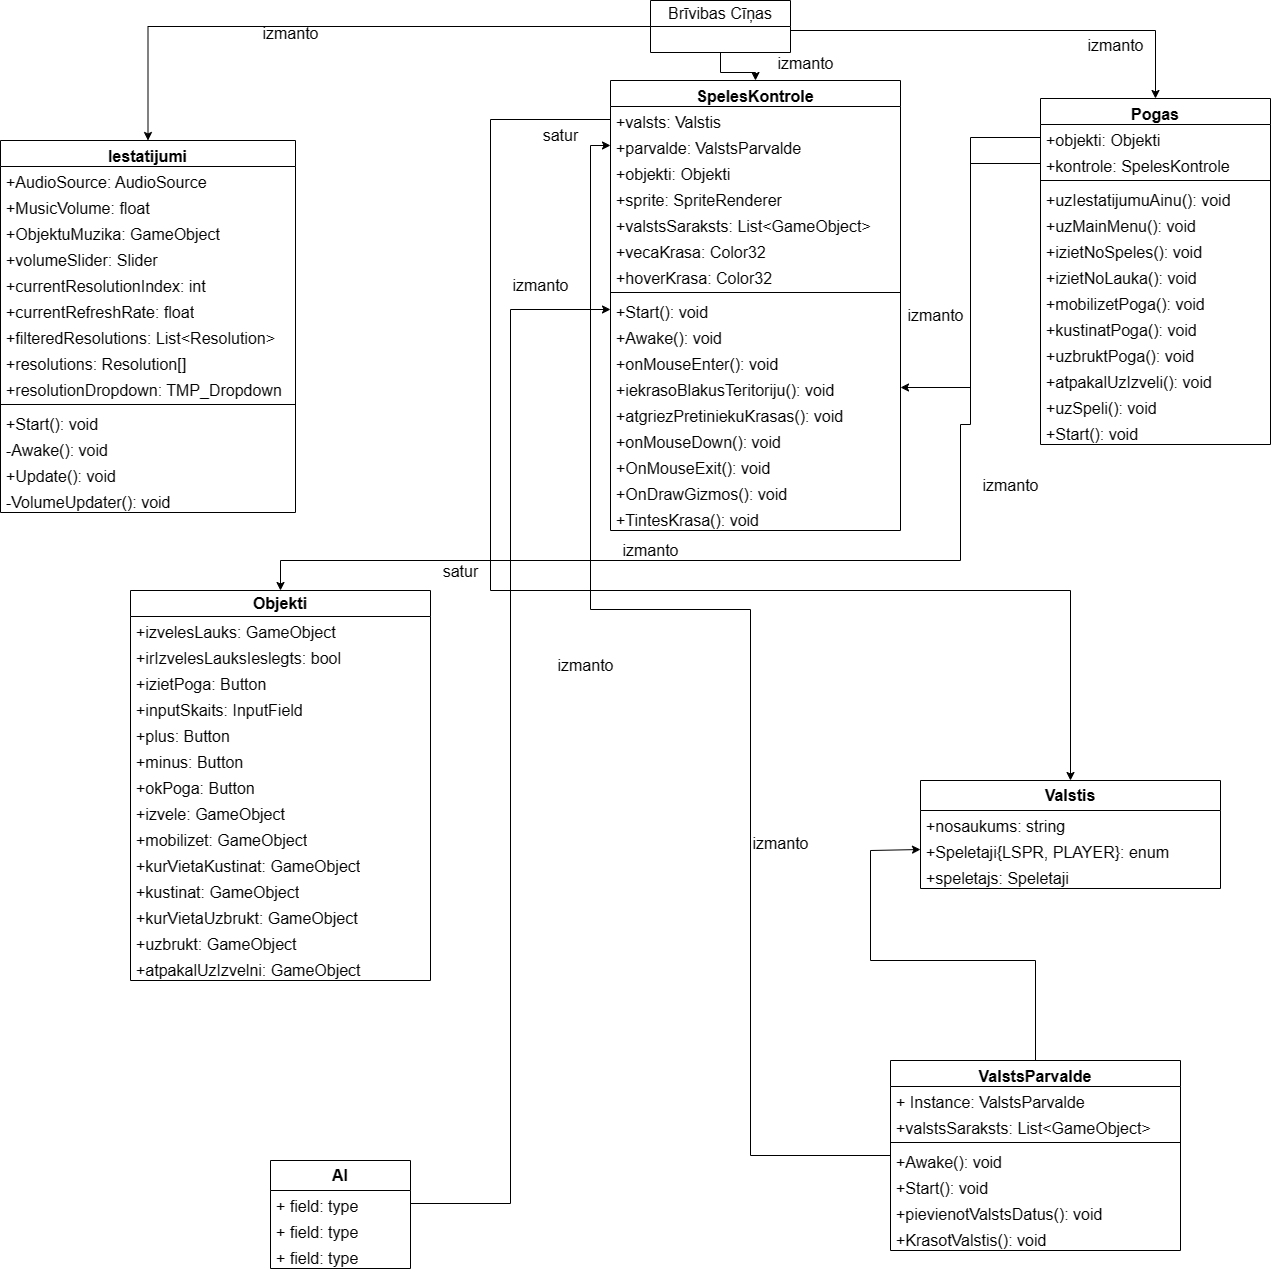 Brīvības Cīņas
izmanto
izmanto
izmanto
Iestatijumi
+AudioSource: AudioSource
+MusicVolume: float
+ObjektuMuzika: GameObject
+volumeSlider: Slider
+currentResolutionIndex: int
+currentRefreshRate: float
+filteredResolutions: List<Resolution>
+resolutions: Resolution[]
+resolutionDropdown: TMP_Dropdown
+Start(): void
-Awake(): void
+Update(): void
-VolumeUpdater(): void
satur
izmanto
SpelesKontrole
+valsts: Valstis
+parvalde: ValstsParvalde
+objekti: Objekti
+sprite: SpriteRenderer
+valstsSaraksts: List<GameObject>
+vecaKrasa: Color32
+hoverKrasa: Color32
+Start(): void
+Awake(): void
+onMouseEnter(): void
+iekrasoBlakusTeritoriju(): void
+atgriezPretiniekuKrasas(): void
+onMouseDown(): void
+OnMouseExit(): void
+OnDrawGizmos(): void
+TintesKrasa(): void
izmanto
Pogas
+objekti: Objekti
+kontrole: SpelesKontrole
+uzIestatijumuAinu(): void
+uzMainMenu(): void
+izietNoSpeles(): void
+izietNoLauka(): void
+mobilizetPoga(): void
+kustinatPoga(): void
+uzbruktPoga(): void
+atpakalUzIzveli(): void
+uzSpeli(): void
+Start(): void
izmanto
izmanto
satur
Objekti
+izvelesLauks: GameObject
+irIzvelesLauksIeslegts: bool
+izietPoga: Button
+inputSkaits: InputField
+plus: Button
+minus: Button
+okPoga: Button
+izvele: GameObject
+mobilizet: GameObject
+kurVietaKustinat: GameObject
+kustinat: GameObject
+kurVietaUzbrukt: GameObject
+uzbrukt: GameObject
+atpakalUzIzvelni: GameObject
izmanto
izmanto
Valstis
+nosaukums: string
+Speletaji{LSPR, PLAYER}: enum
+speletajs: Speletaji
ValstsParvalde
+ Instance: ValstsParvalde
+valstsSaraksts: List<GameObject>
+Awake(): void
+Start(): void
+pievienotValstsDatus(): void
+KrasotValstis(): void
AI
+ field: type
+ field: type
+ field: type